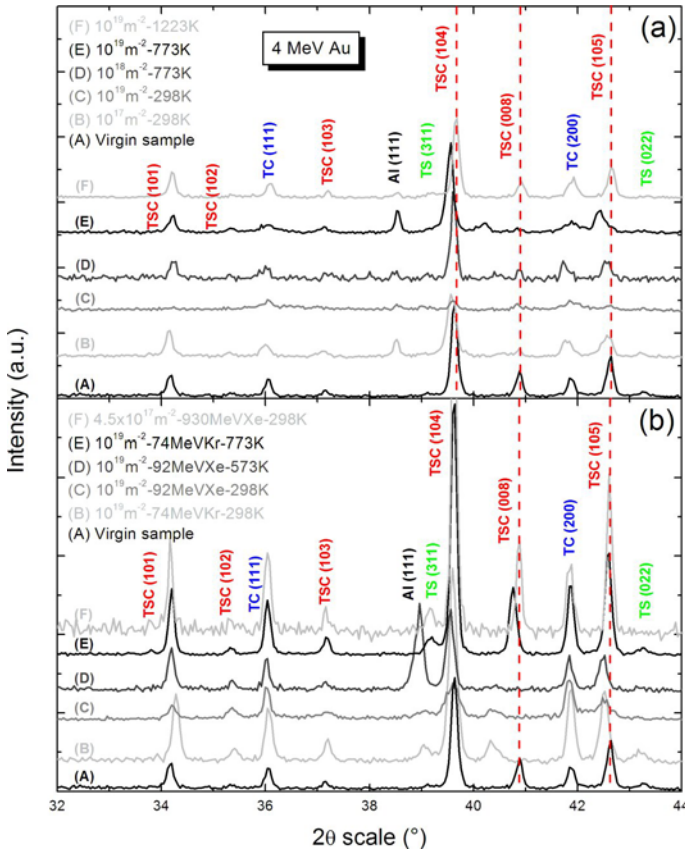 (F) 10¹⁹m⁻²-1223K
(E) 10¹⁹m⁻²-773K
(D) 10¹⁸m⁻²-773K
(C) 10¹⁹m⁻²-298K
(B) 10¹⁷m⁻²-298K
(A) Virgin sample
4 MeV Au
(a)
TSC (101)
TSC (102)
TC (111)
TSC (103)
Al (111)
TS (311)
TSC (104)
TSC (008)
TC (200)
TSC (105)
TS (022)
(F)
(E)
(D)
(C)
(B)
(A)
Intensity (a.u.)
(F) 4.5x10¹⁷m⁻²-930MeVXe-298K
(E) 10¹⁹m⁻²-74MeVKr-773K
(D) 10¹⁹m⁻²-92MeVXe-573K
(C) 10¹⁹m⁻²-92MeVXe-298K
(B) 10¹⁹m⁻²-74MeVKr-298K
(A) Virgin sample
(b)
TSC (101)
TSC (102)
TC (111)
TSC (103)
Al (111)
TS (311)
TSC (104)
TSC (008)
TC (200)
TSC (105)
TS (022)
(F)
(E)
(D)
(C)
(B)
(A)
32 34 36 38 40 42 44
2θ scale (°)